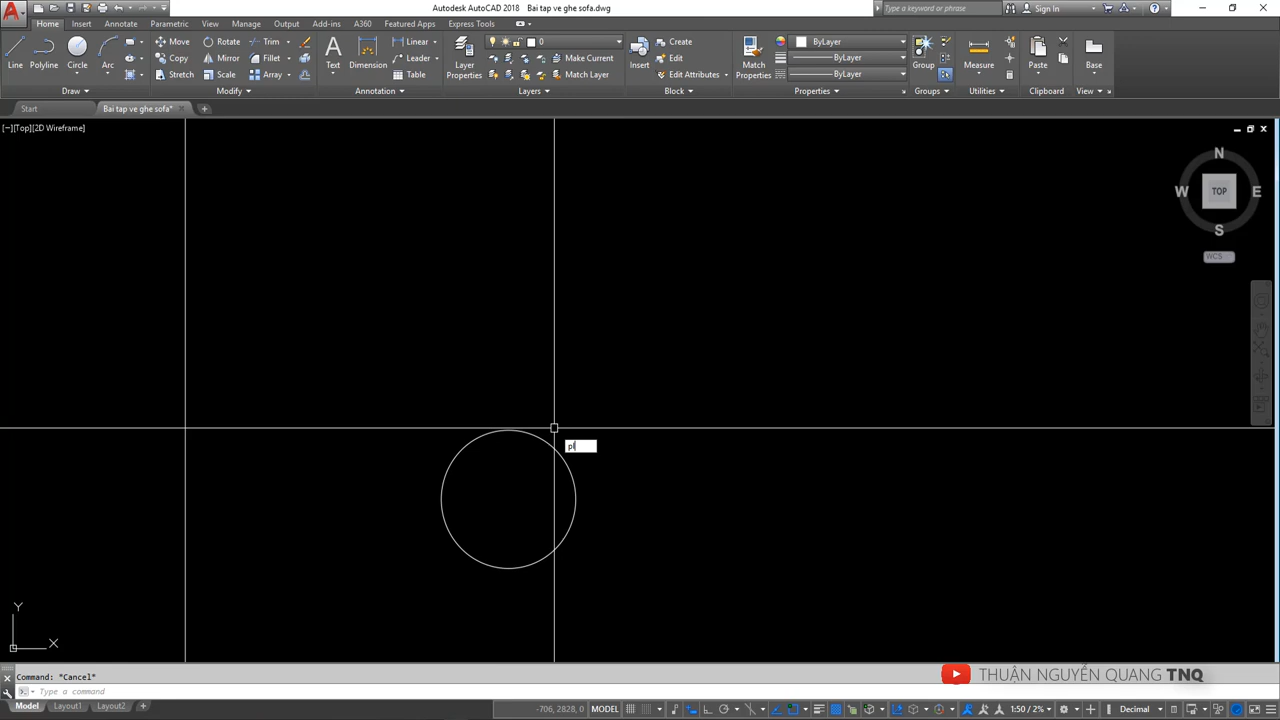 Autodesk AutoCAD 2018 Bai tap ve ghe sofa.dwg
Type a keyword or phrase
Sign In
Home Insert Annotate Parametric View Manage Output Add-ins A360 Featured Apps Express Tools
Line Polyline Circle Arc
Move Rotate Trim
Copy Mirror Fillet
Stretch Scale Array
Text Dimension
Linear
Leader
Table
Layer Properties
0
Make Current
Match Layer
Insert
Create
Edit
Edit Attributes
Match Properties
ByLayer
ByLayer
ByLayer
Group
Measure
Paste
Base
Draw Modify Annotation Layers Block Properties Groups Utilities Clipboard View
Start Bai tap ve ghe sofa*
[−][Top][2D Wireframe]
N
W TOP E
S
WCS
pl
Y
X
Command: *Cancel*
THUẬN NGUYỄN QUANG TNQ
Type a command
Model Layout1 Layout2
-706, 2828, 0 MODEL 1:50 / 2% Decimal